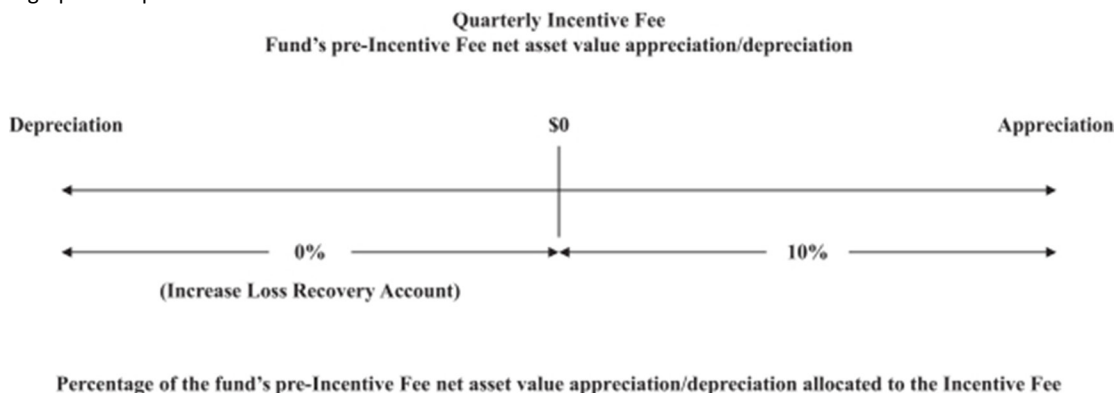 Quarterly Incentive Fee
Fund's pre-Incentive Fee net asset value appreciation/depreciation
Depreciation $0 Appreciation
0% 10%
(Increase Loss Recovery Account)
Percentage of the fund's pre-Incentive Fee net asset value appreciation/depreciation allocated to the Incentive Fee